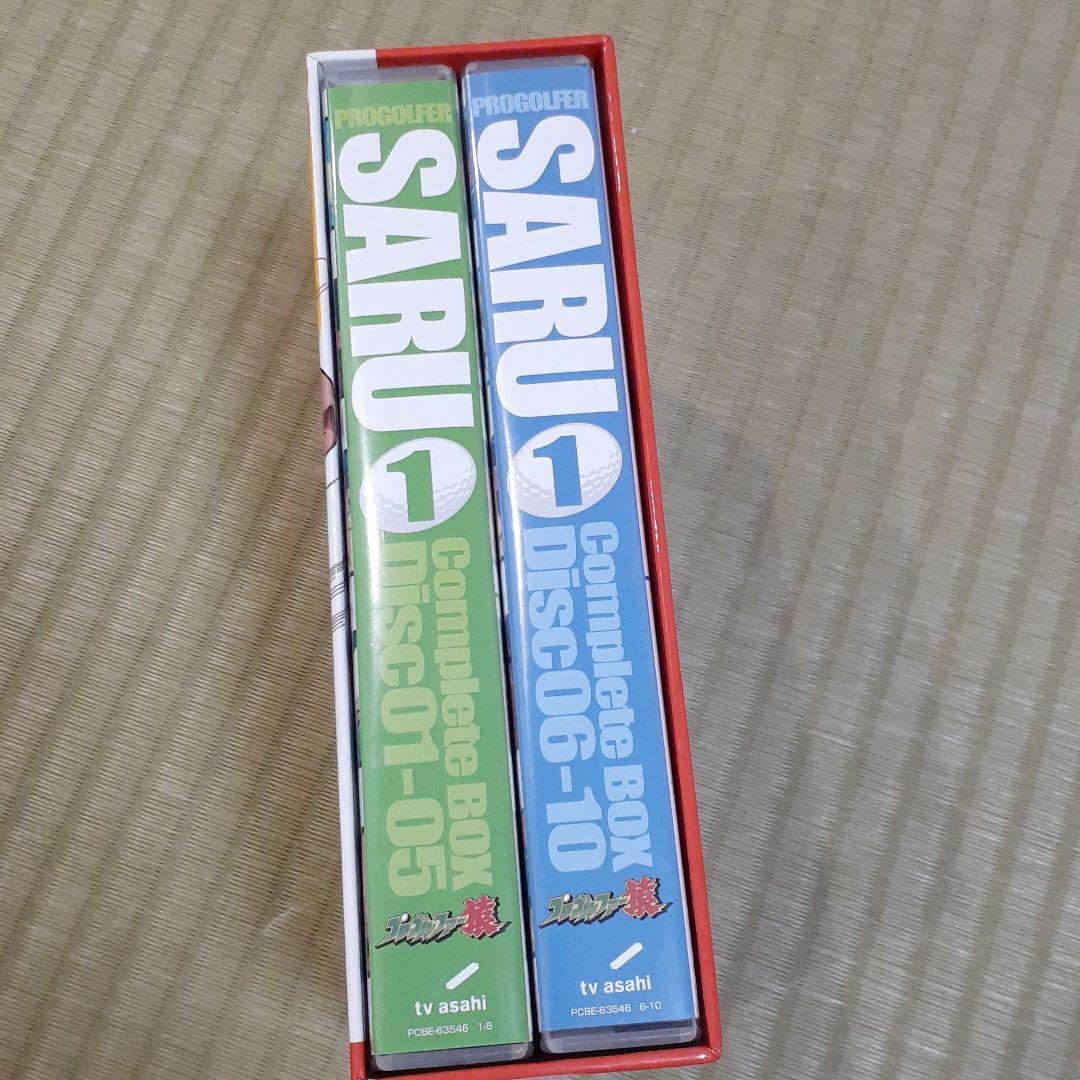 PROGOLFER
SARU
1
Complete BOX
Disc01-05
プロゴルファー猿
tv asahi
PCBE-63546 1-5
PROGOLFER
SARU
1
Complete BOX
Disc06-10
プロゴルファー猿
tv asahi
PCBE-63546 6-10